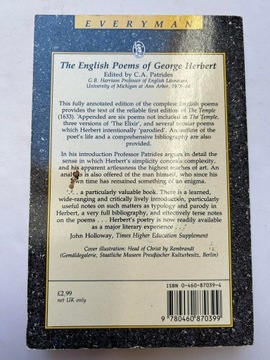 EVERYMAN
The English Poems of George Herbert
Edited by C.A. Patrides
G.B. Harrison Professor of English Literature,
University of Michigan at Ann Arbor, 1978-86
This fully annotated edition of the complete English poems
provides the text of the reliable first edition of The Temple
(1633). Appended are six poems not included in The Temple,
three versions of 'The Elixir', and several secular poems
which Herbert intentionally 'parodied'. An outline of the
poet's life and a comprehensive bibliography are also
provided.
In his introduction Professor Patrides argues in detail the
sense in which Herbert's simplicity conceals complexity,
and his apparent artlessness the highest reaches of art. An
analysis is also offered of the man himself, who since his
own time has remained something of an enigma.
. . . a particularly valuable book. There is a learned,
wide-ranging and critically lively introduction, particularly
useful notes on such matters as typology and parody in
Herbert, a very full bibliography, and effectively terse notes
on the poems . . . Herbert's poetry is now readily available
as a major literary experience . . .
John Holloway, Times Higher Education Supplement
Cover illustration: Head of Christ by Rembrandt
(Gemäldegalerie, Staatliche Museen Preußischer Kulturbesitz, Berlin)
£2.99
net UK only
ISBN 0-460-87039-4
9 780460 870399